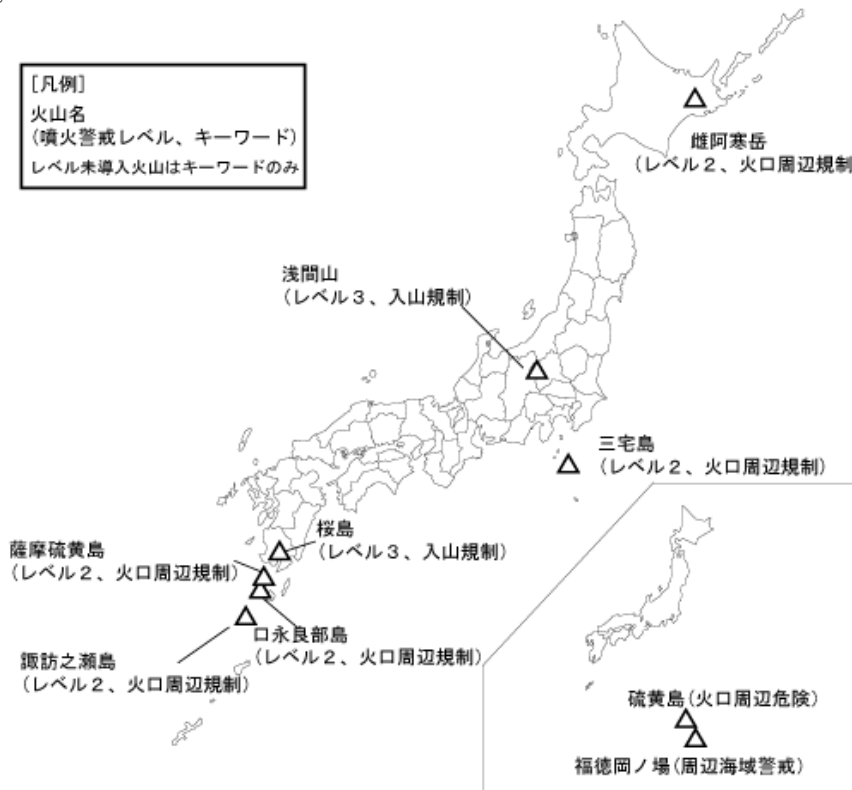 [凡例]
火山名
(噴火警戒レベル、キーワード)
レベル未導入火山はキーワードのみ
雌阿寒岳
(レベル２、火口周辺規制
浅間山
(レベル３、入山規制)
三宅島
(レベル２、火口周辺規制)
桜島
(レベル３、入山規制)
薩摩硫黄島
(レベル２、火口周辺規制)
口永良部島
(レベル２、火口周辺規制)
諏訪之瀬島
(レベル２、火口周辺規制)
硫黄島(火口周辺危険)
福徳岡ノ場(周辺海域警戒)